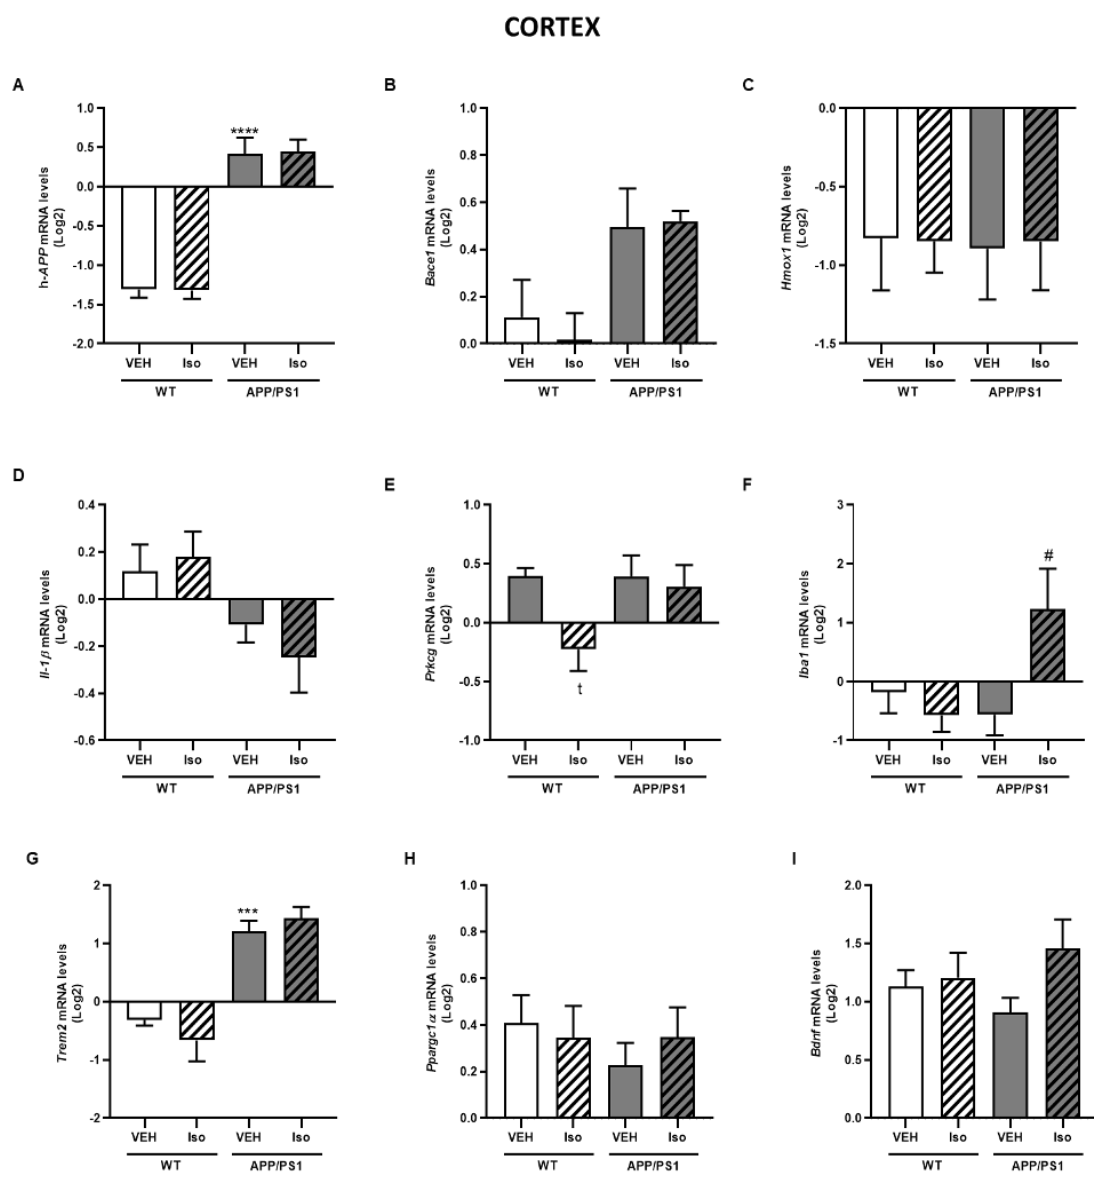 CORTEX
A
h-APP mRNA levels
(Log2)
1.0
0.5
0.0
-0.5
-1.0
-1.5
-2.0
****
VEH Iso VEH Iso
WT APP/PS1
B
Bace1 mRNA levels
(Log2)
1.0
0.8
0.6
0.4
0.2
0.0
VEH Iso VEH Iso
WT APP/PS1
C
Hmox1 mRNA levels
(Log2)
0.0
-0.5
-1.0
-1.5
VEH Iso VEH Iso
WT APP/PS1
D
Il-1β mRNA levels
(Log2)
0.4
0.2
0.0
-0.2
-0.4
-0.6
VEH Iso VEH Iso
WT APP/PS1
E
Prkcg mRNA levels
(Log2)
1.0
0.5
0.0
-0.5
-1.0
t
VEH Iso VEH Iso
WT APP/PS1
F
Iba1 mRNA levels
(Log2)
3
2
1
0
-1
#
VEH Iso VEH Iso
WT APP/PS1
G
Trem2 mRNA levels
(Log2)
2
1
0
-1
-2
***
VEH Iso VEH Iso
WT APP/PS1
H
Ppargc1α mRNA levels
(Log2)
1.0
0.8
0.6
0.4
0.2
0.0
VEH Iso VEH Iso
WT APP/PS1
I
Bdnf mRNA levels
(Log2)
2.0
1.5
1.0
0.5
0.0
VEH Iso VEH Iso
WT APP/PS1